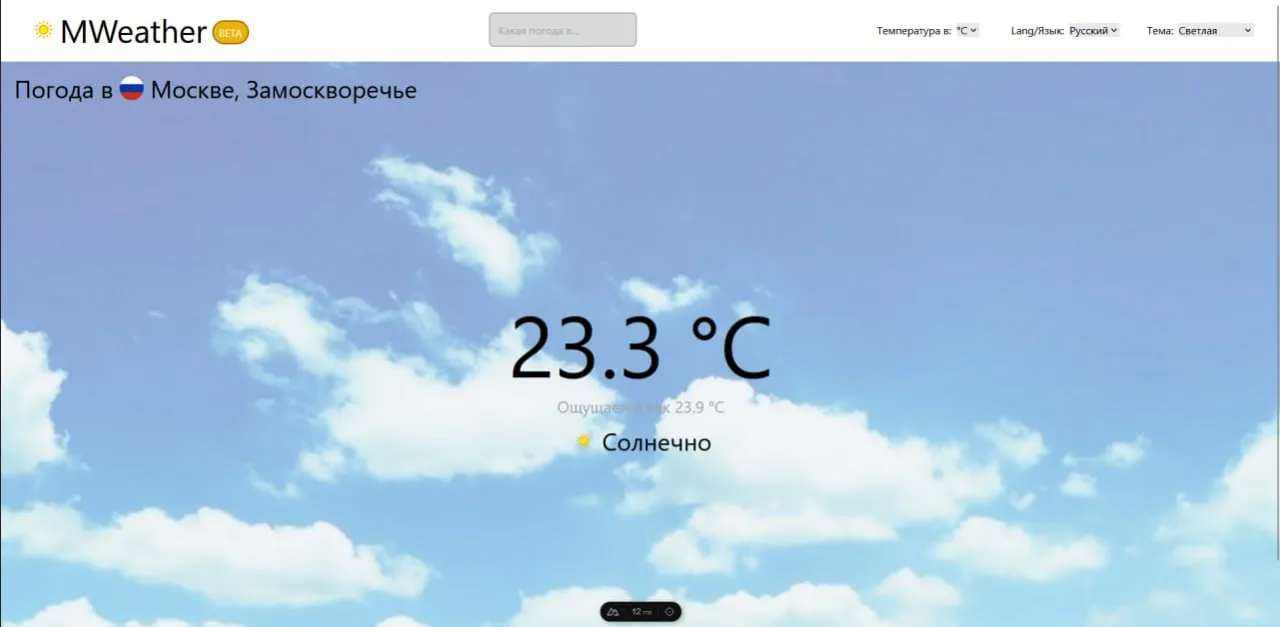 MWeather BETA
Какая погода в...
Температура в: °C
Lang/Язык: Русский
Тема: Светлая
Погода в Москве, Замоскворечье
23.3 °C
Ощущается как 23.9 °C
Солнечно
12 ms